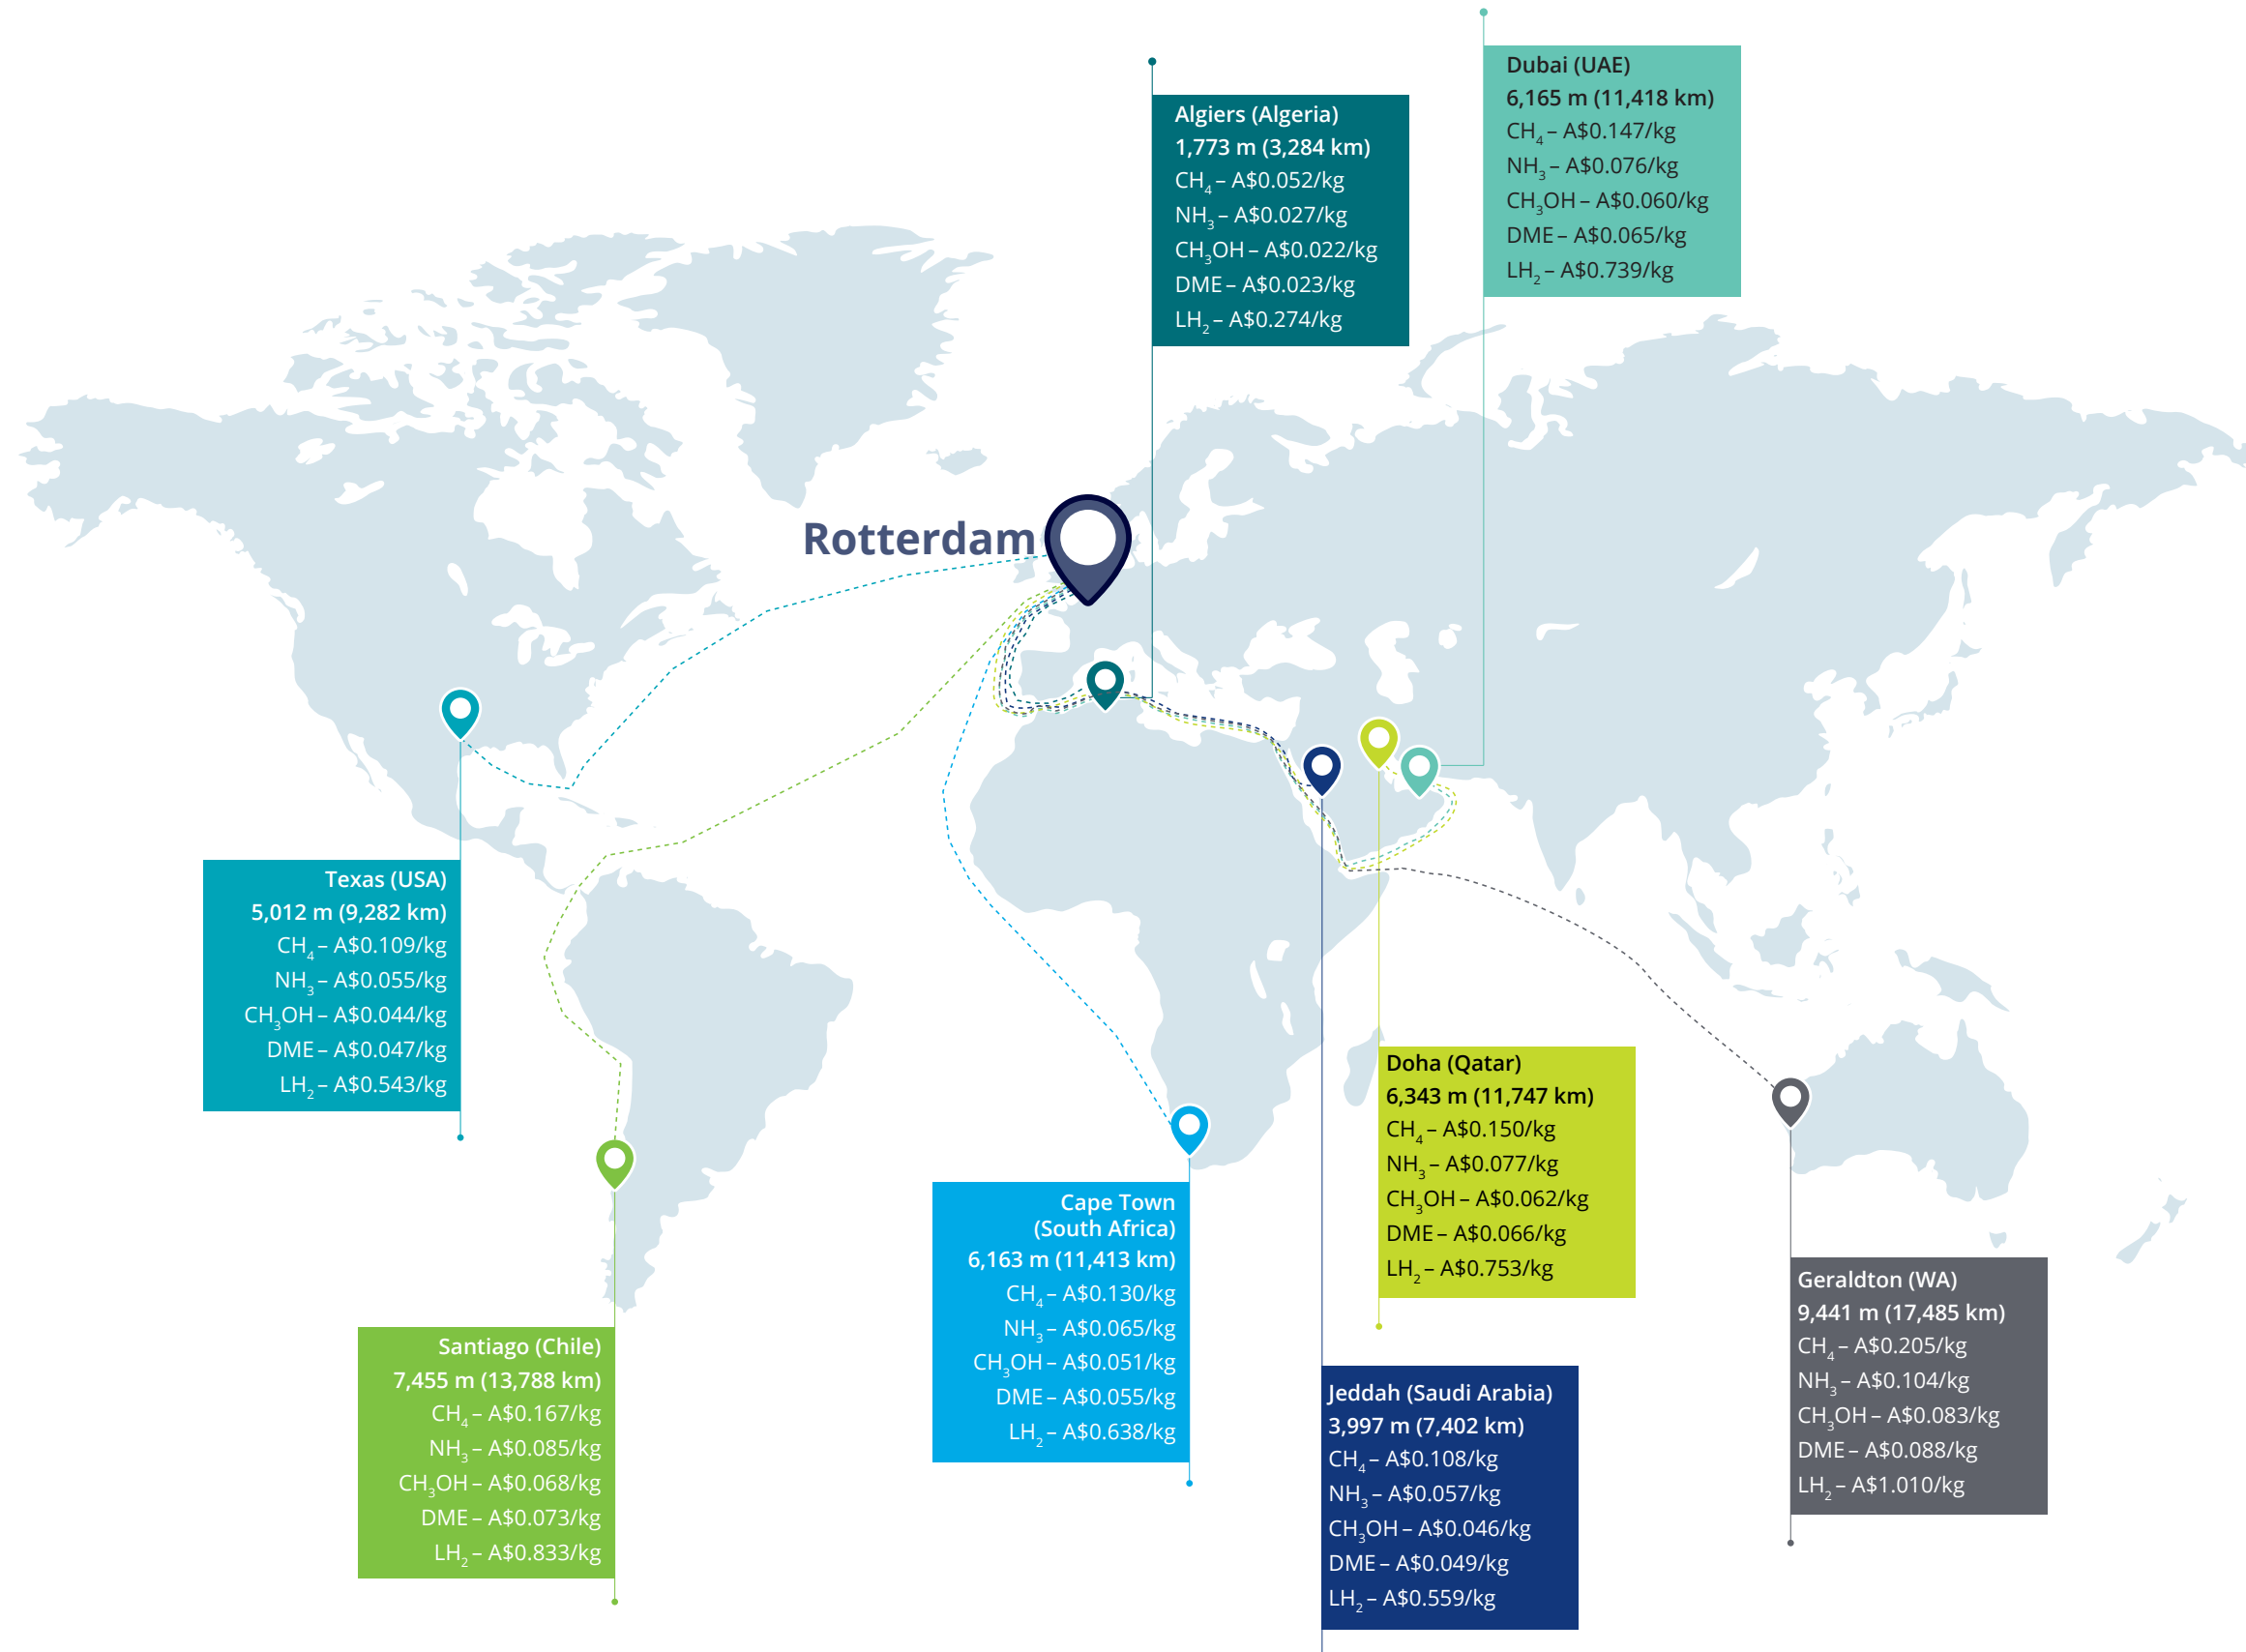 Dubai (UAE)
6,165 m (11,418 km)
CH₄ – A$0.147/kg
NH₃ – A$0.076/kg
CH₃OH – A$0.060/kg
DME – A$0.065/kg
LH₂ – A$0.739/kg
Algiers (Algeria)
1,773 m (3,284 km)
CH₄ – A$0.052/kg
NH₃ – A$0.027/kg
CH₃OH – A$0.022/kg
DME – A$0.023/kg
LH₂ – A$0.274/kg
Rotterdam
Texas (USA)
5,012 m (9,282 km)
CH₄ – A$0.109/kg
NH₃ – A$0.055/kg
CH₃OH – A$0.044/kg
DME – A$0.047/kg
LH₂ – A$0.543/kg
Doha (Qatar)
6,343 m (11,747 km)
CH₄ – A$0.150/kg
NH₃ – A$0.077/kg
CH₃OH – A$0.062/kg
DME – A$0.066/kg
LH₂ – A$0.753/kg
Cape Town
(South Africa)
6,163 m (11,413 km)
CH₄ – A$0.130/kg
NH₃ – A$0.065/kg
CH₃OH – A$0.051/kg
DME – A$0.055/kg
LH₂ – A$0.638/kg
Geraldton (WA)
9,441 m (17,485 km)
CH₄ – A$0.205/kg
NH₃ – A$0.104/kg
CH₃OH – A$0.083/kg
DME – A$0.088/kg
LH₂ – A$1.010/kg
Santiago (Chile)
7,455 m (13,788 km)
CH₄ – A$0.167/kg
NH₃ – A$0.085/kg
CH₃OH – A$0.068/kg
DME – A$0.073/kg
LH₂ – A$0.833/kg
Jeddah (Saudi Arabia)
3,997 m (7,402 km)
CH₄ – A$0.108/kg
NH₃ – A$0.057/kg
CH₃OH – A$0.046/kg
DME – A$0.049/kg
LH₂ – A$0.559/kg